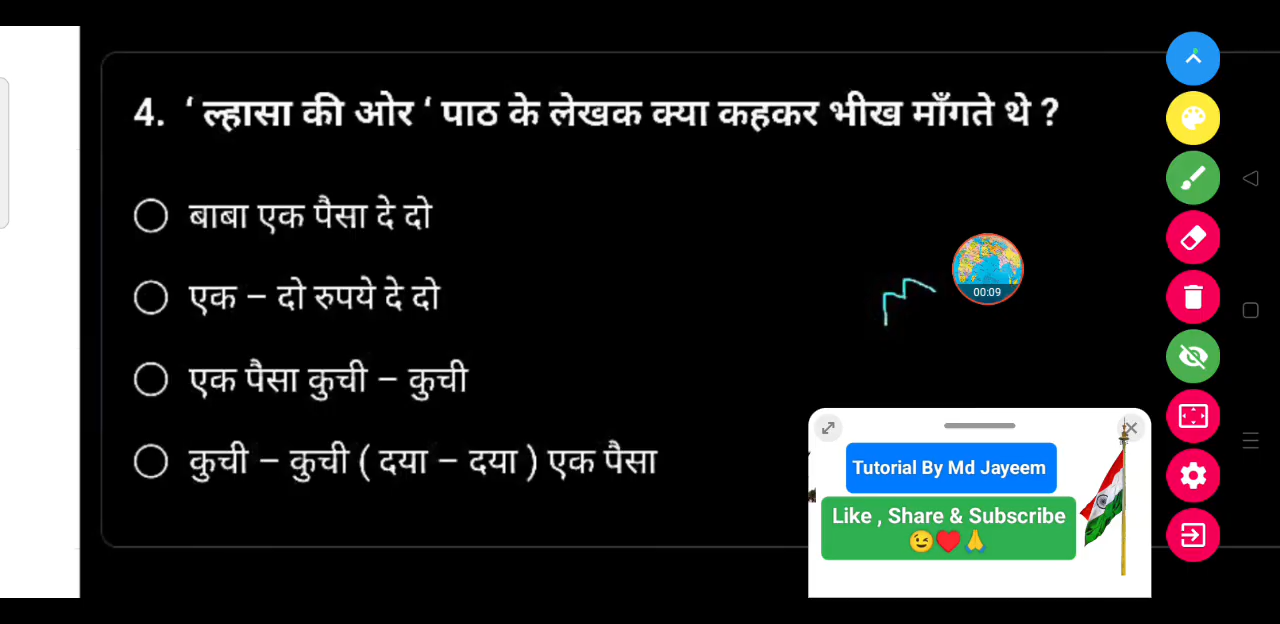 4. ‘ ल्हासा की ओर ‘ पाठ के लेखक क्या कहकर भीख माँगते थे ?
बाबा एक पैसा दे दो
एक – दो रुपये दे दो
एक पैसा कुची – कुची
कुची – कुची ( दया – दया ) एक पैसा
00:09
Tutorial By Md Jayeem
Like , Share & Subscribe
😉❤️🙏